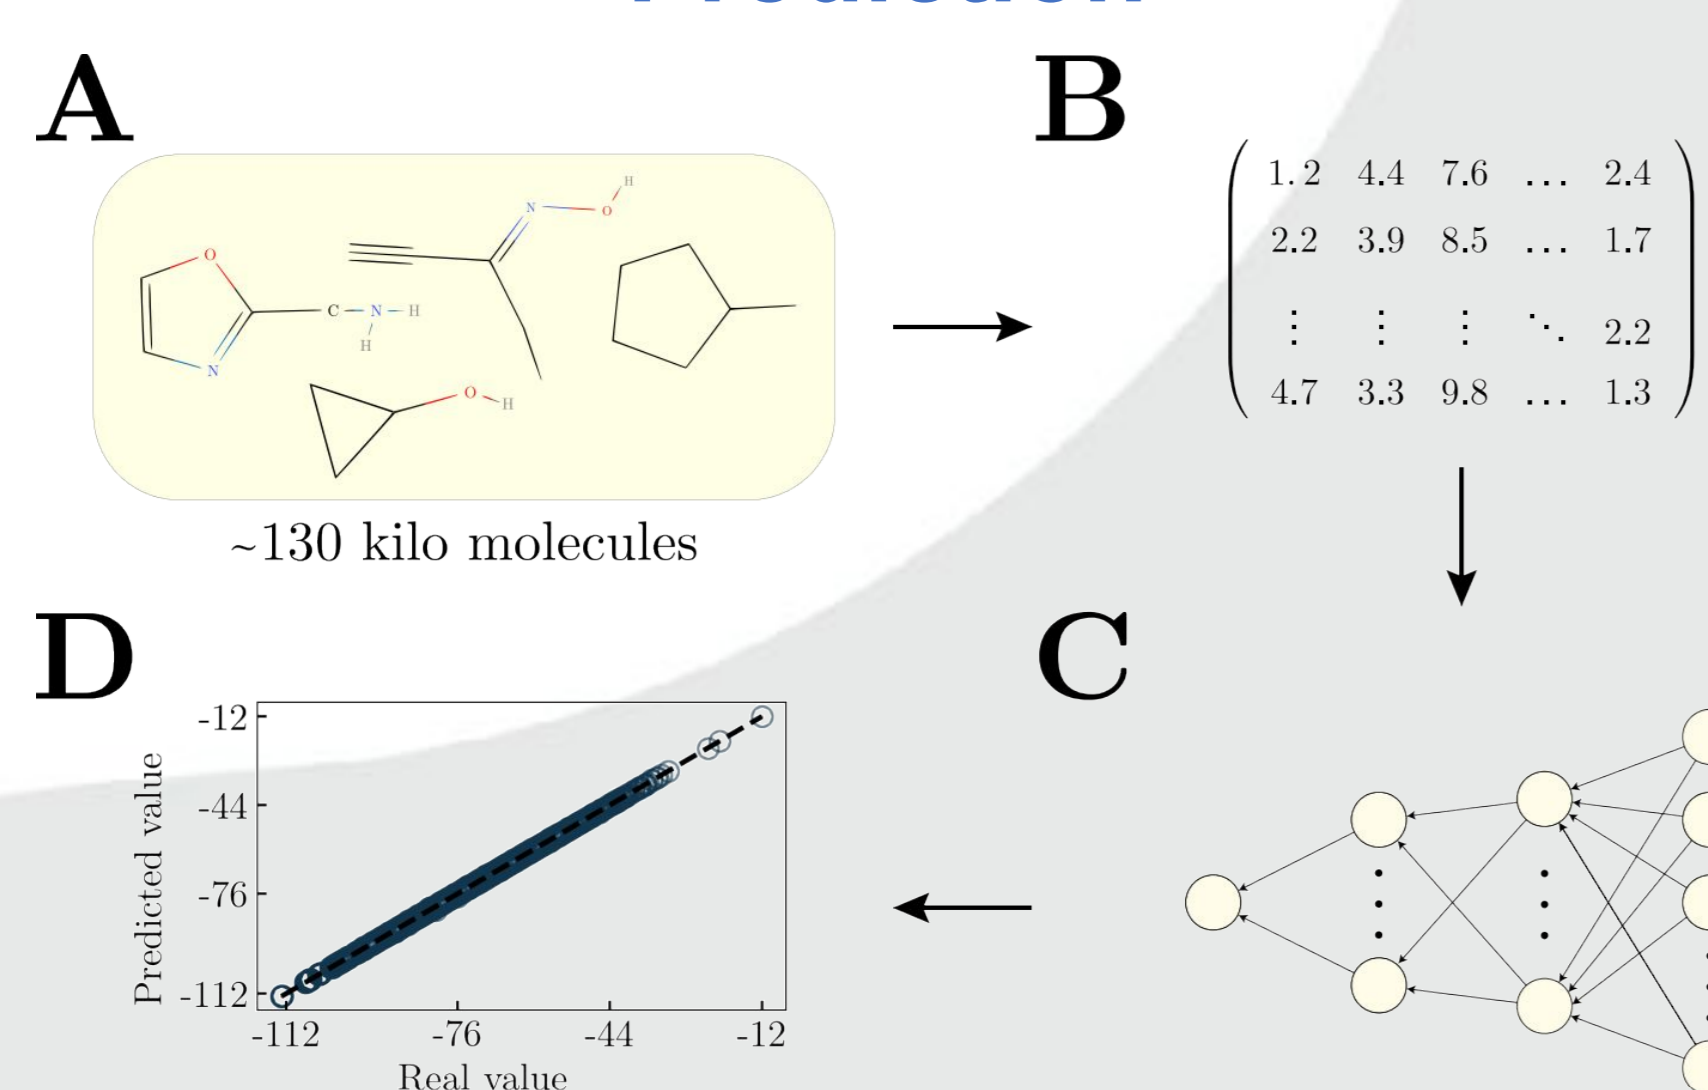 Prediction
A
B
O
N
C N H
H
N O H
O H
~130 kilo molecules
1.2 4.4 7.6 ... 2.4
2.2 3.9 8.5 ... 1.7
⋮ ⋮ ⋮ ⋱ 2.2
4.7 3.3 9.8 ... 1.3
D
C
Predicted value
-12
-44
-76
-112
-112 -76 -44 -12
Real value